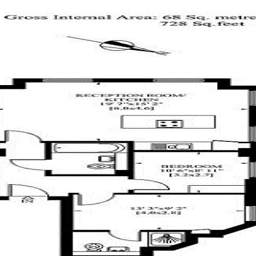 Gross Internal Area: 68 Sq. metre
728 Sq.feet
RECEPTION ROOM/
KITCHEN
19' 7"x15' 2"
[6.0x4.6]
BEDROOM
10' 6"x8' 11"
[3.2x2.7]
13' 3"x9' 2"
[4.0x2.8]